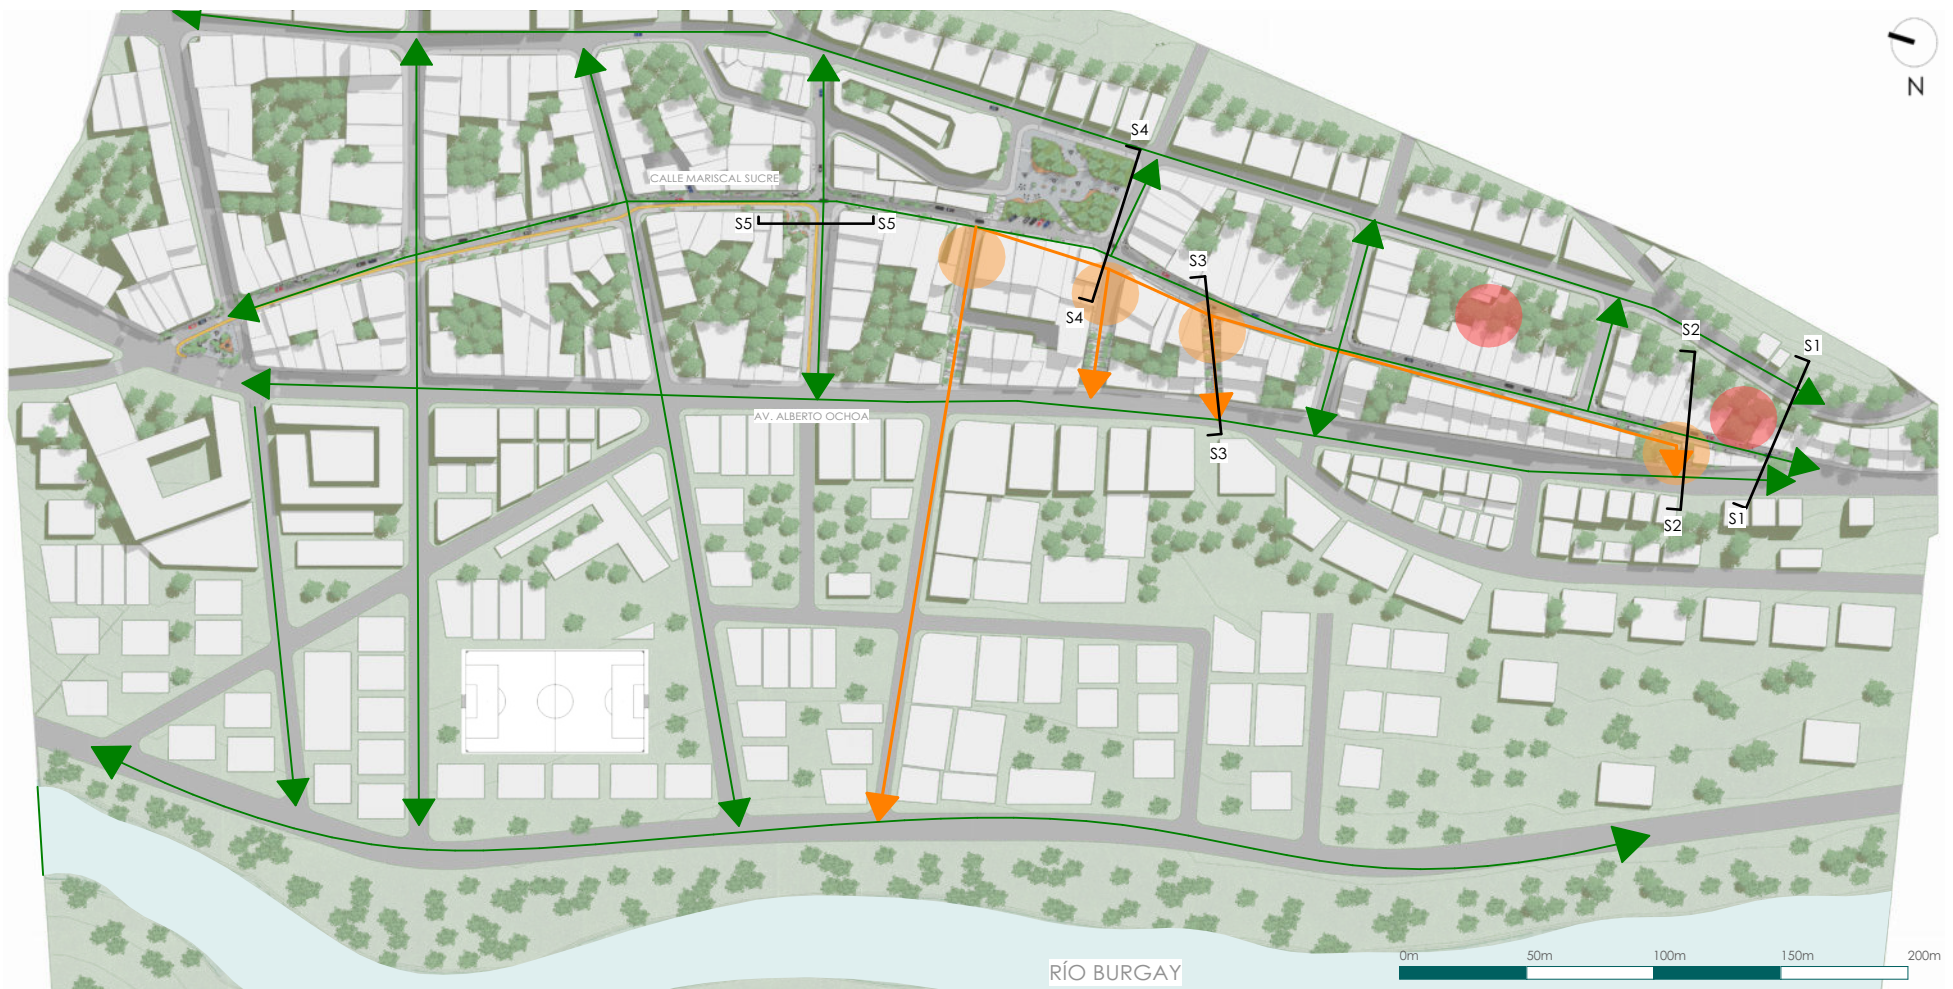 N
S4
CALLE MARISCAL SUCRE
S5
S5
S3
S4
S2
S1
AV. ALBERTO OCHOA
S3
S2
S1
0m
50m
100m
150m
200m
RÍO BURGAY